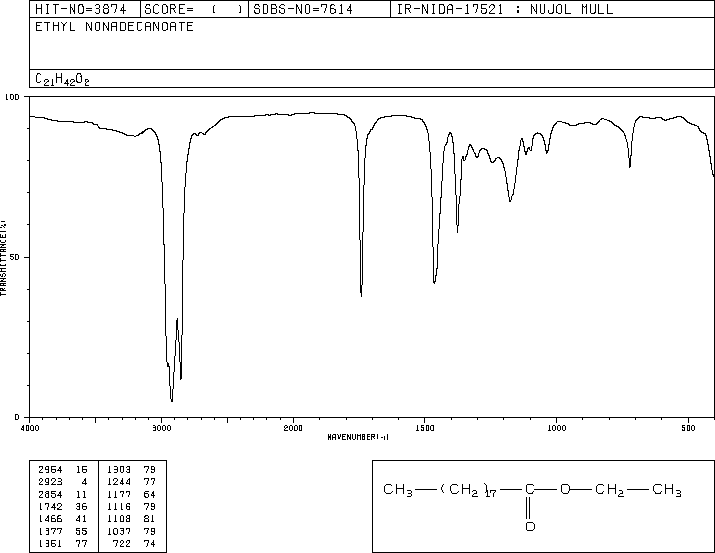 HIT-NO=3874 SCORE= ( ) SDBS-NO=7614 IR-NIDA-17521 : NUJOL MULL
ETHYL NONADECANOATE
C21H42O2
100
50
0
TRANSMITTANCE(%)
4000 3000 2000 1500 1000 500
WAVENUMBER(-1)
2964 16 1303 79
2923 4 1244 77
2854 11 1177 64
1742 36 1116 79
1466 41 1108 81
1377 55 1037 79
1361 77 722 74
CH3—(CH2)17—C—O—CH2—CH3
O